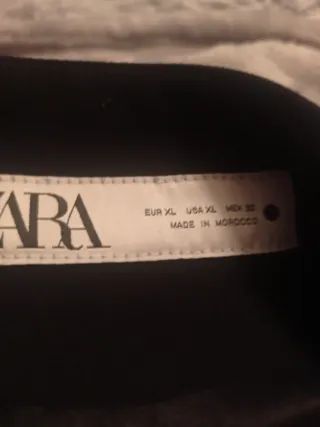 ZARA
EUR XL USA XL MEX 32
MADE IN MOROCCO